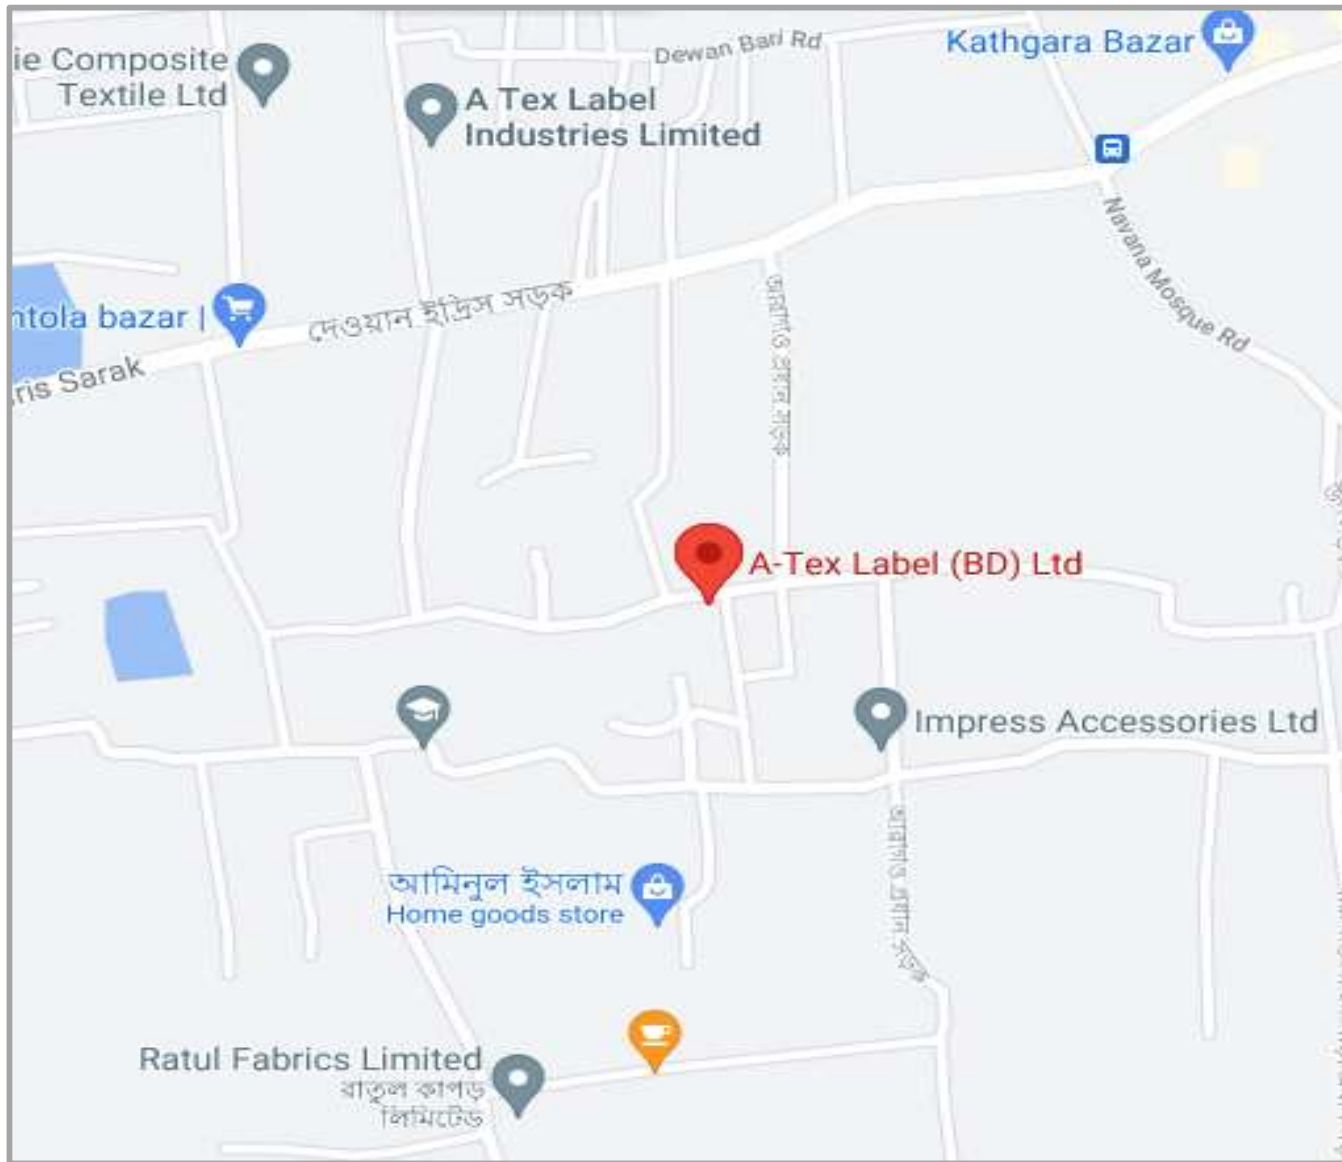 Dewan Bari Rd
Kathgara Bazar
ie Composite
Textile Ltd
A Tex Label
Industries Limited
Navana Mosque Rd
ntola bazar |
দেওয়ান ইদ্রিস সড়ক
ris Sarak
A-Tex Label (BD) Ltd
Impress Accessories Ltd
আমিনুল ইসলাম
Home goods store
Ratul Fabrics Limited
রাতুল কাপড়
লিমিটেড